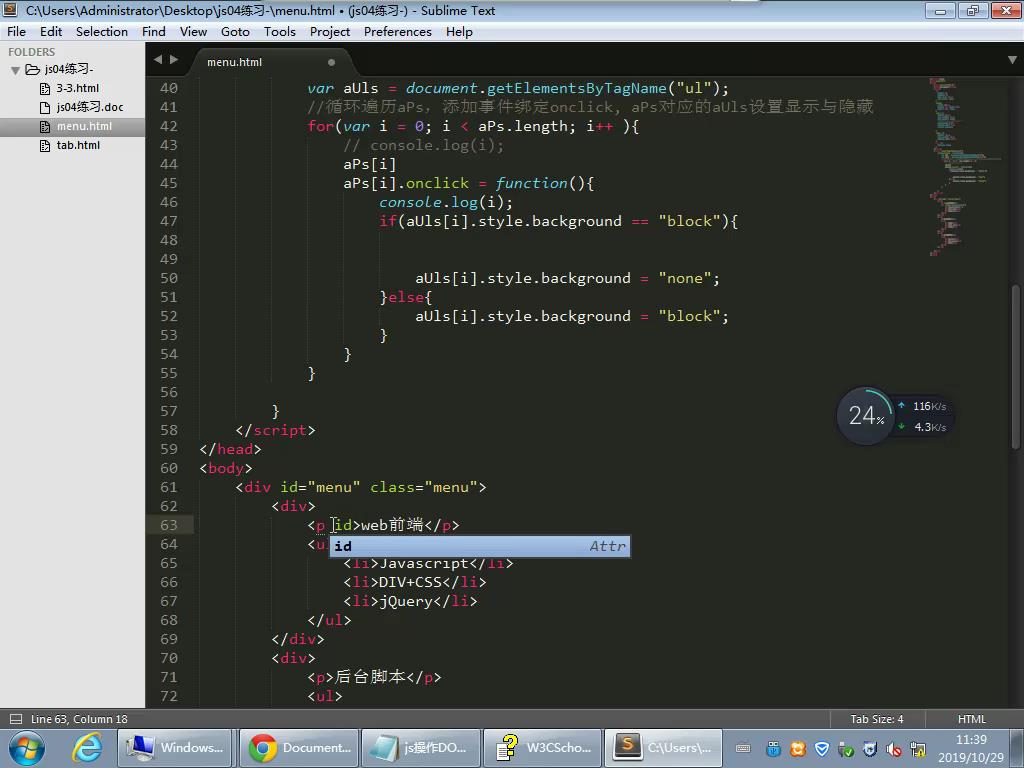 C:\Users\Administrator\Desktop\js04练习-\menu.html • (js04练习-) - Sublime Text
File Edit Selection Find View Goto Tools Project Preferences Help
FOLDERS
js04练习-
3-3.html
js04练习.doc
menu.html
tab.html
menu.html
40 var aUls = document.getElementsByTagName("ul");
41 //循环遍历aPs，添加事件绑定onclick, aPs对应的aUls设置显示与隐藏
42 for(var i = 0; i < aPs.length; i++ ){
43 // console.log(i);
44 aPs[i]
45 aPs[i].onclick = function(){
46 console.log(i);
47 if(aUls[i].style.background == "block"){
48
49
50 aUls[i].style.background = "none";
51 }else{
52 aUls[i].style.background = "block";
53 }
54 }
55 }
56
57 }
58 </script>
59 </head>
60 <body>
61 <div id="menu" class="menu">
62 <div>
63 <p id>web前端</p>
64 <u
id Attr
65 <li>Javascript</li>
66 <li>DIV+CSS</li>
67 <li>jQuery</li>
68 </ul>
69 </div>
70 <div>
71 <p>后台脚本</p>
72 <ul>
24%
116K/s
4.3K/s
Line 63, Column 18
Tab Size: 4
HTML
Windows...
Document...
js操作DO...
W3CScho...
C:\Users\...
11:39
2019/10/29